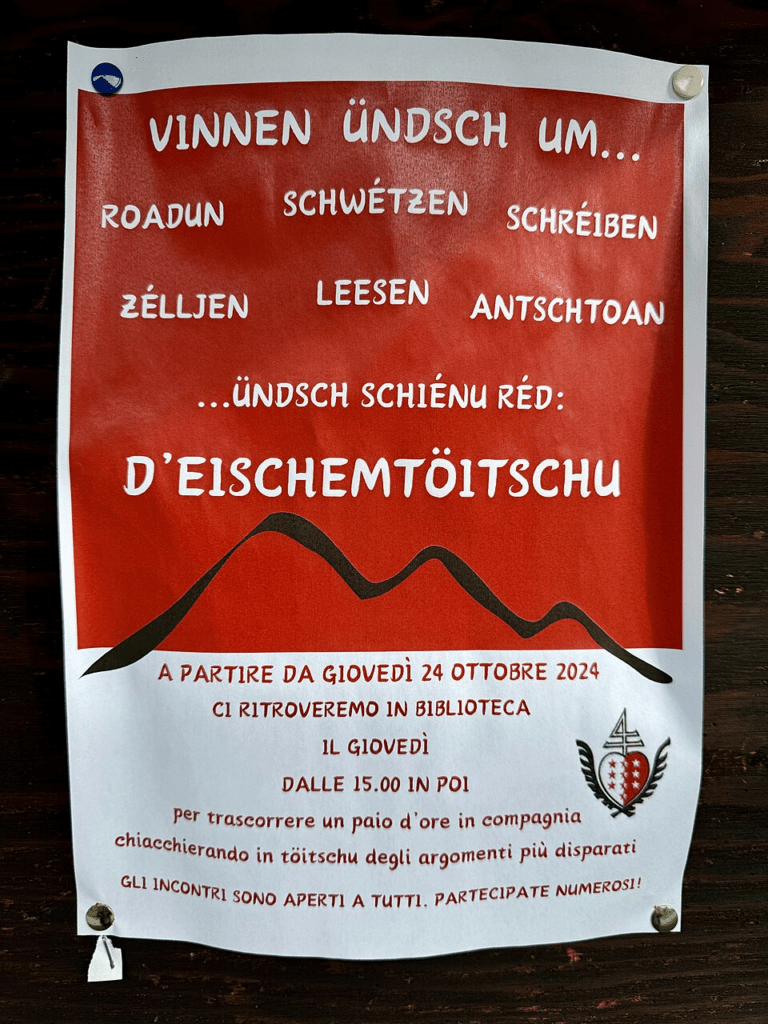 VINNEN ÜNDSCH UM...
ROADUN SCHWÉTZEN SCHRÉIBEN
ZÉLLJEN LEESEN ANTSCHTOAN
...ÜNDSCH SCHIÉNU RÉD:
D'EISCHEMTÖITSCHU
A PARTIRE DA GIOVEDÌ 24 OTTOBRE 2024
CI RITROVEREMO IN BIBLIOTECA
IL GIOVEDÌ
DALLE 15.00 IN POI
per trascorrere un paio d'ore in compagnia
chiacchierando in töitschu degli argomenti più disparati
GLI INCONTRI SONO APERTI A TUTTI. PARTECIPATE NUMEROSI!